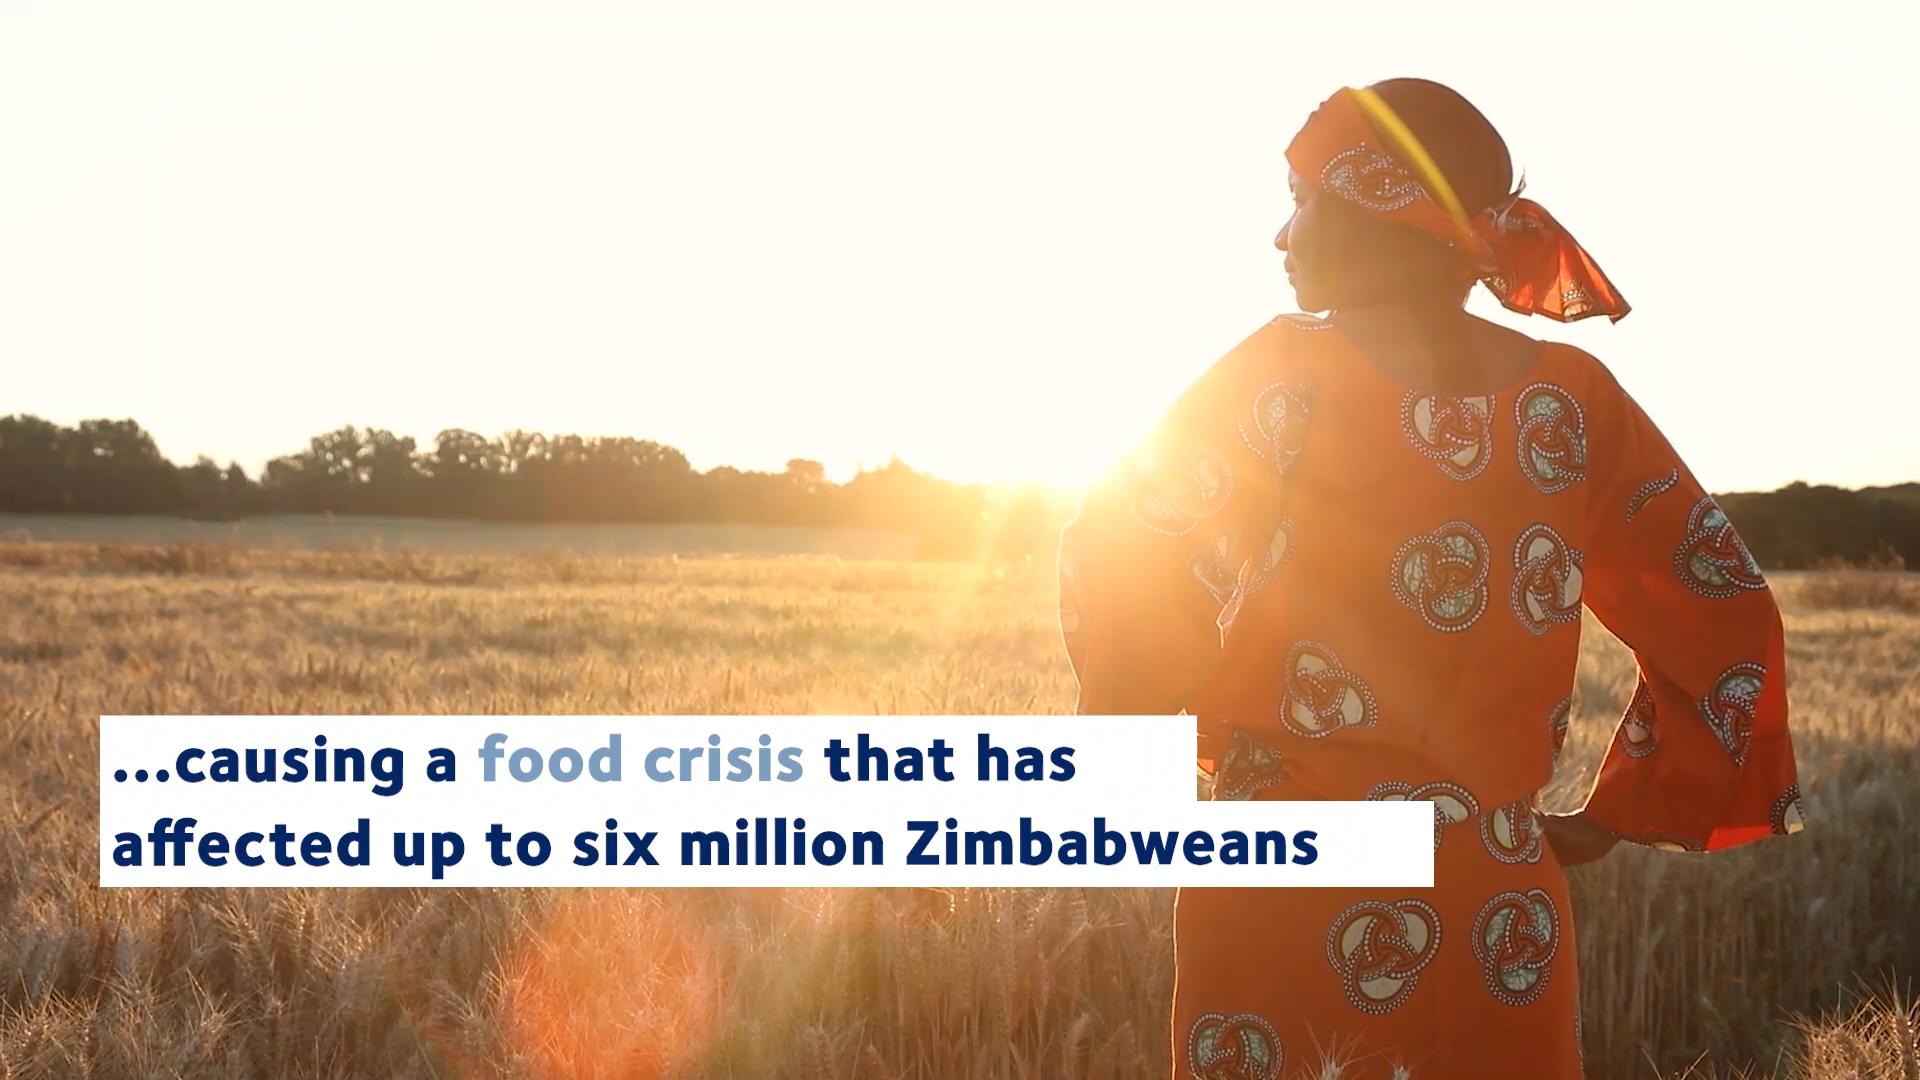 ...causing a food crisis that has
affected up to six million Zimbabweans